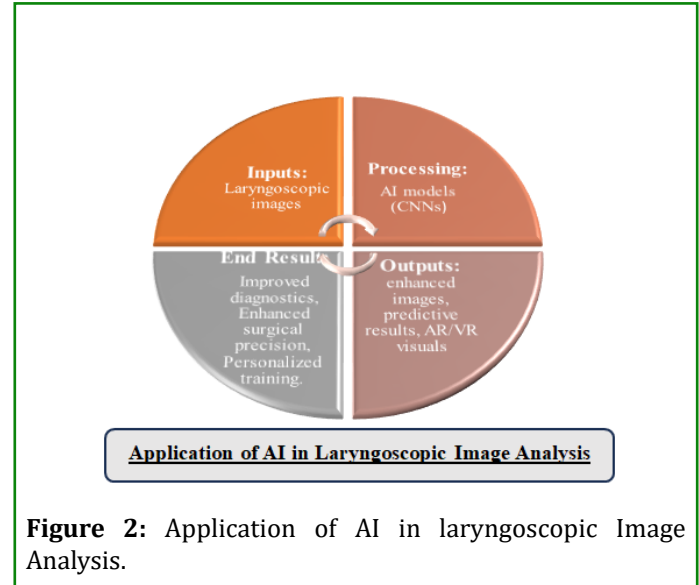 Inputs:
Laryngoscopic
images
Processing:
AI models
(CNNs)
End Result
Improved
diagnostics,
Enhanced
surgical
precision,
Personalized
training.
Outputs:
enhanced
images,
predictive
results, AR/VR
visuals
Application of AI in Laryngoscopic Image Analysis
Figure 2: Application of AI in laryngoscopic Image
Analysis.